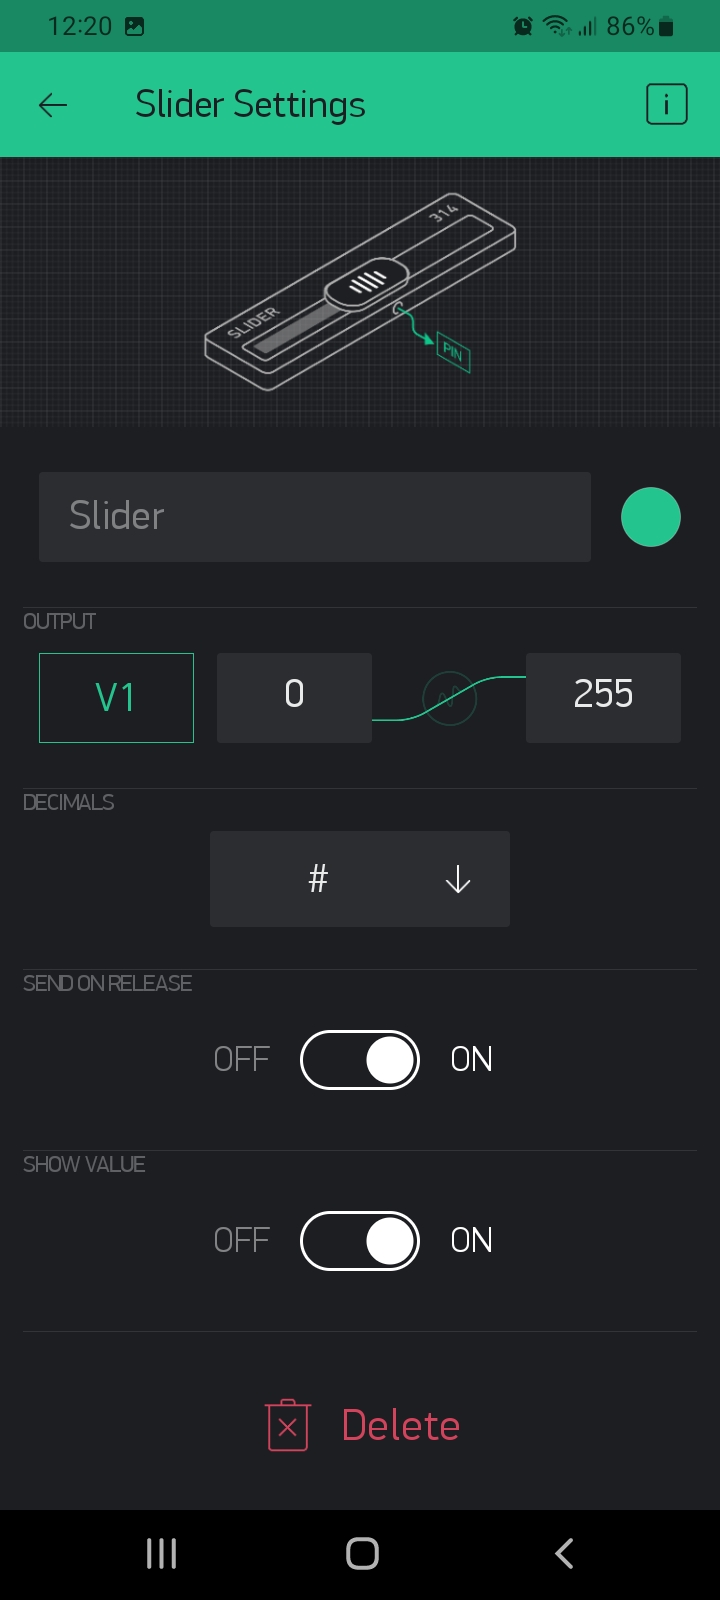 12:20 86%
Slider Settings
314
SLIDER
PIN
Slider
OUTPUT
V1 0 255
DECIMALS
#
SEND ON RELEASE
OFF ON
SHOW VALUE
OFF ON
Delete